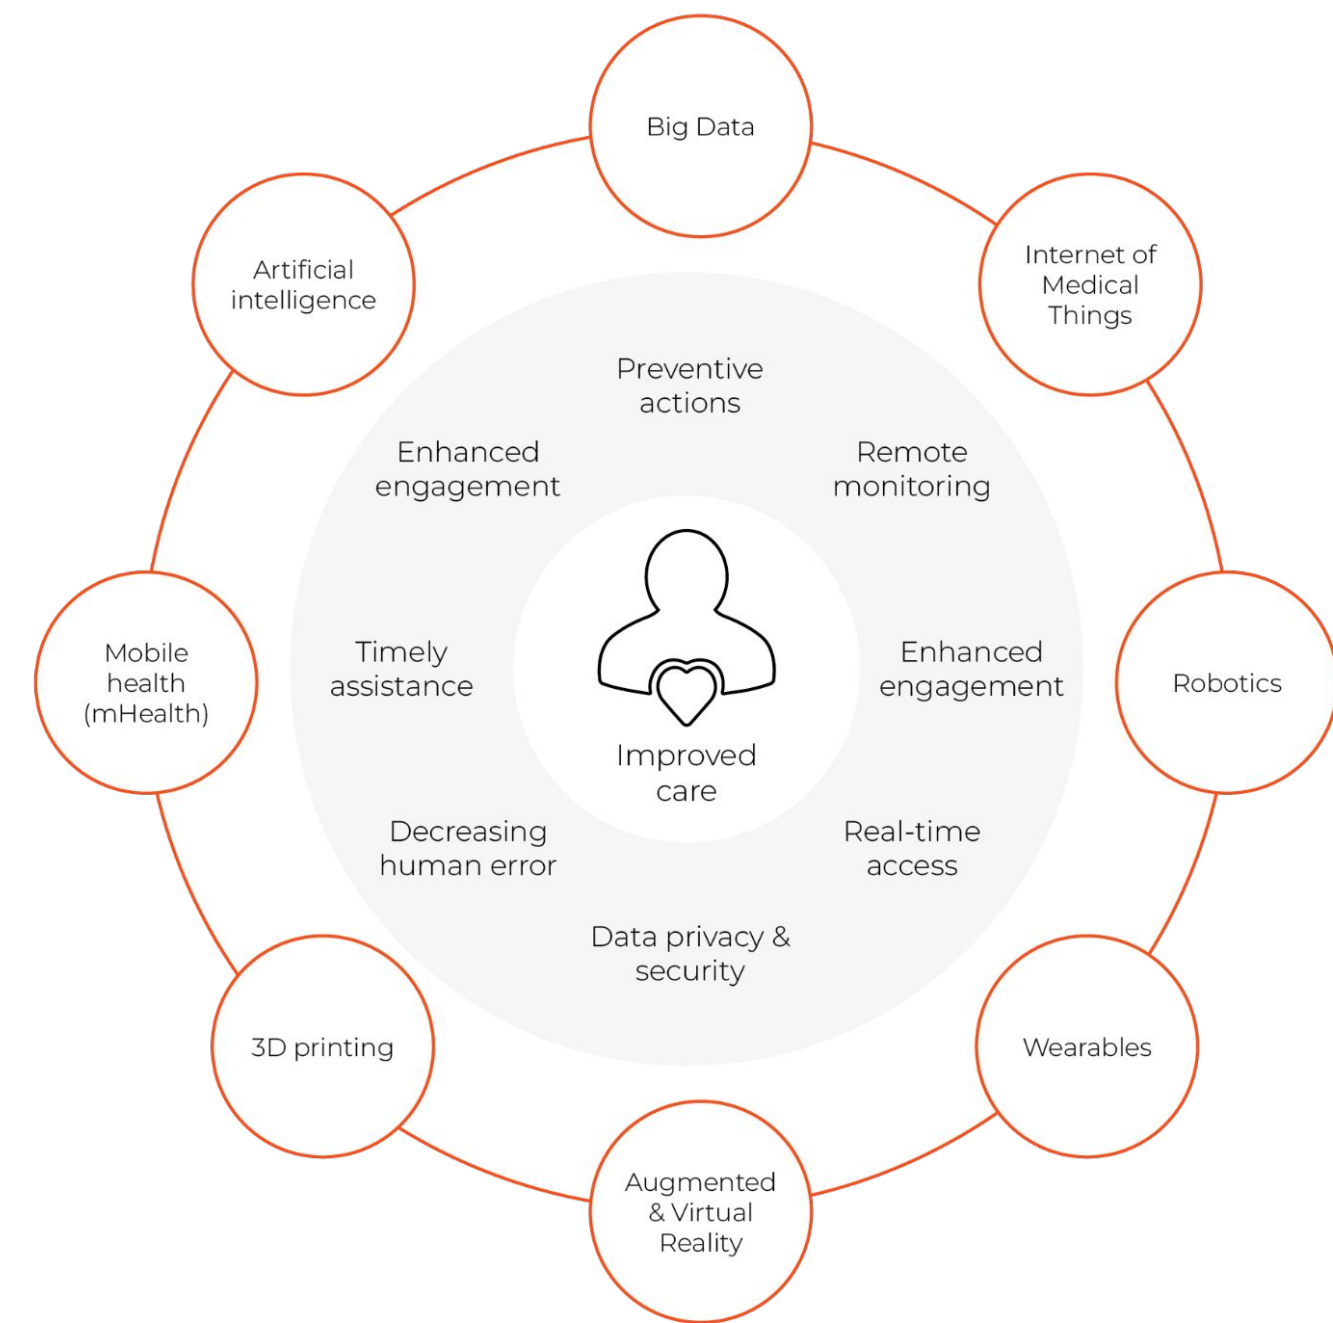 Big Data
Artificial
intelligence
Internet of
Medical
Things
Preventive
actions
Enhanced
engagement
Remote
monitoring
Mobile
health
(mHealth)
Timely
assistance
Improved
care
Enhanced
engagement
Robotics
Decreasing
human error
Real-time
access
Data privacy &
security
3D printing
Wearables
Augmented
& Virtual
Reality